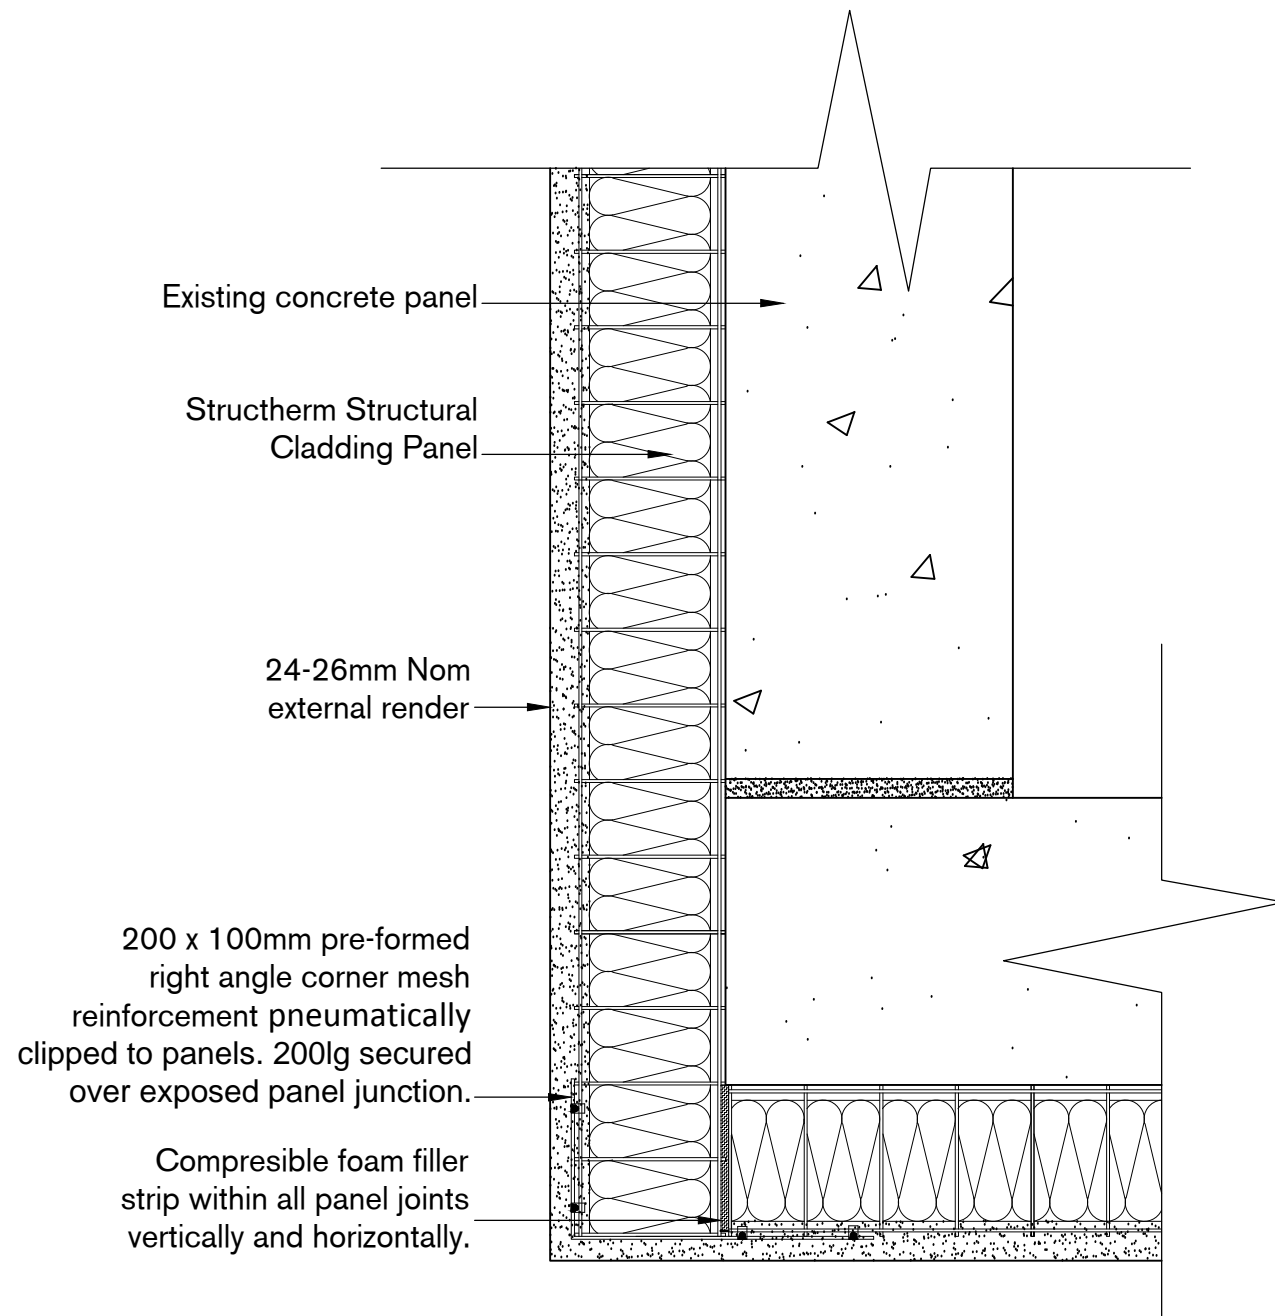 Existing concrete panel
Structherm Structural
Cladding Panel
24-26mm Nom
external render
200 x 100mm pre-formed
right angle corner mesh
reinforcement pneumatically
clipped to panels. 200lg secured
over exposed panel junction.
Compresible foam filler
strip within all panel joints
vertically and horizontally.